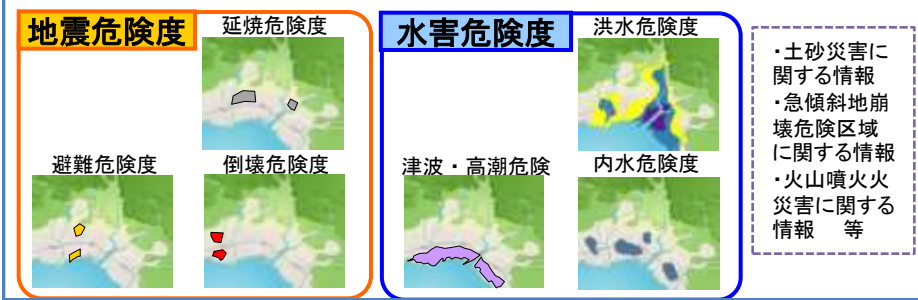 地震危険度
延焼危険度
避難危険度
倒壊危険度
水害危険度
洪水危険度
津波・高潮危険
内水危険度
・土砂災害に
関する情報
・急傾斜地崩
壊危険区域
に関する情報
・火山噴火火
災害に関する
情報　等